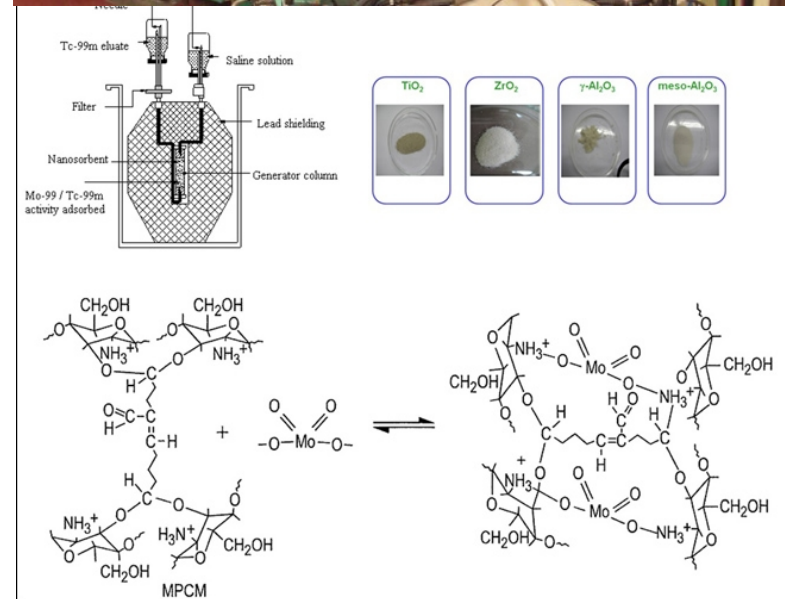 Needle
Tc-99m eluate
Saline solution
Filter
Lead shielding
Nanosorbent
Generator column
Mo-99 / Tc-99m
activity adsorbed
TiO₂
ZrO₂
γ-Al₂O₃
meso-Al₂O₃
CH₂OH
CH₂OH
O
O
O
O
NH₃⁺
NH₃⁺
O
O
H
C
O
C
H
C
C-H
H
C
O
O
NH₃⁺
O
O
CH₂OH
H₃N⁺
O
O
CH₂OH
MPCM
+
O
O
-O-Mo-O-
O
NH₃⁺
O
Mo
O
O
O
NH₃⁺
CH₂OH
O
O
O
O
O
CH₂OH
H
C
H
C
O
H
C
C
H
C
O
O
+
NH₃
O
O
CH₂OH
O
O
Mo
O
O
O
NH₃⁺
O
O
O
CH₂OH